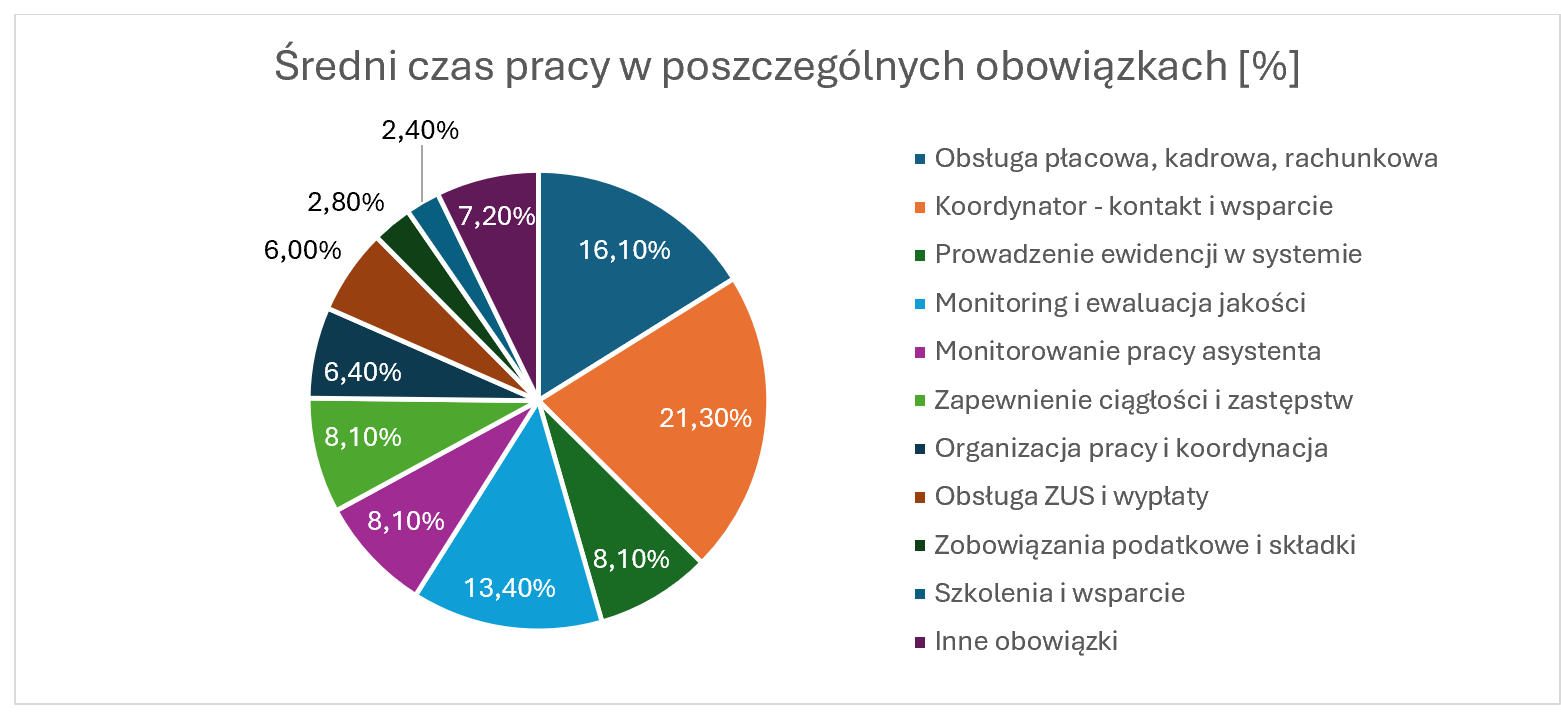 Średni czas pracy w poszczególnych obowiązkach [%]
2,40%
2,80%
7,20%
6,00%
16,10%
6,40%
21,30%
8,10%
8,10%
8,10%
13,40%
Obsługa płacowa, kadrowa, rachunkowa
Koordynator - kontakt i wsparcie
Prowadzenie ewidencji w systemie
Monitoring i ewaluacja jakości
Monitorowanie pracy asystenta
Zapewnienie ciągłości i zastępstw
Organizacja pracy i koordynacja
Obsługa ZUS i wypłaty
Zobowiązania podatkowe i składki
Szkolenia i wsparcie
Inne obowiązki